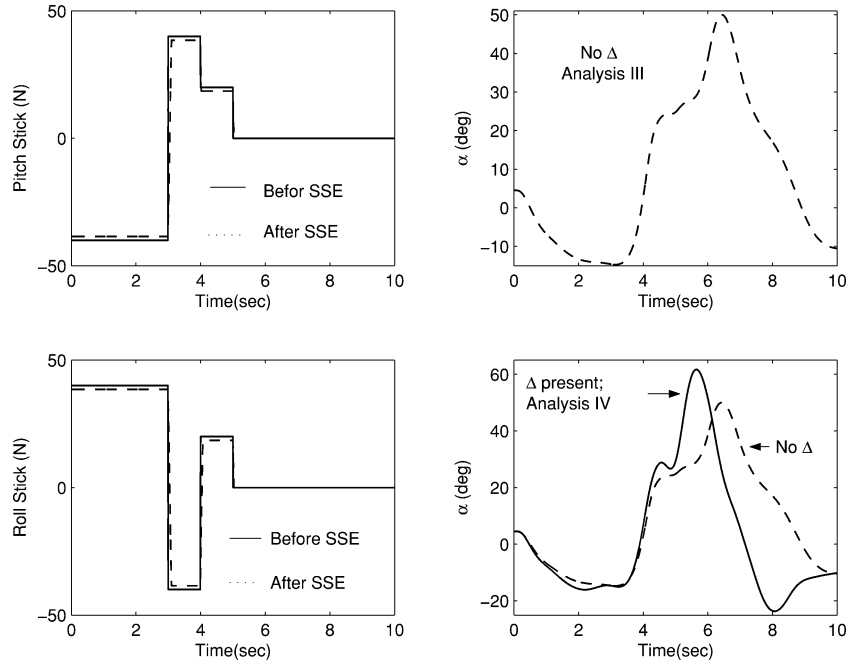 50
0
−50
0 2 4 6 8 10
Pitch Stick (N)
Time(sec)
Befor SSE
After SSE
50
40
30
20
10
0
−10
0 2 4 6 8 10
α (deg)
Time(sec)
No Δ
Analysis III
50
0
−50
0 2 4 6 8 10
Roll Stick (N)
Time(sec)
Before SSE
After SSE
60
40
20
0
−20
0 2 4 6 8 10
α (deg)
Time(sec)
Δ present;
Analysis IV
No Δ